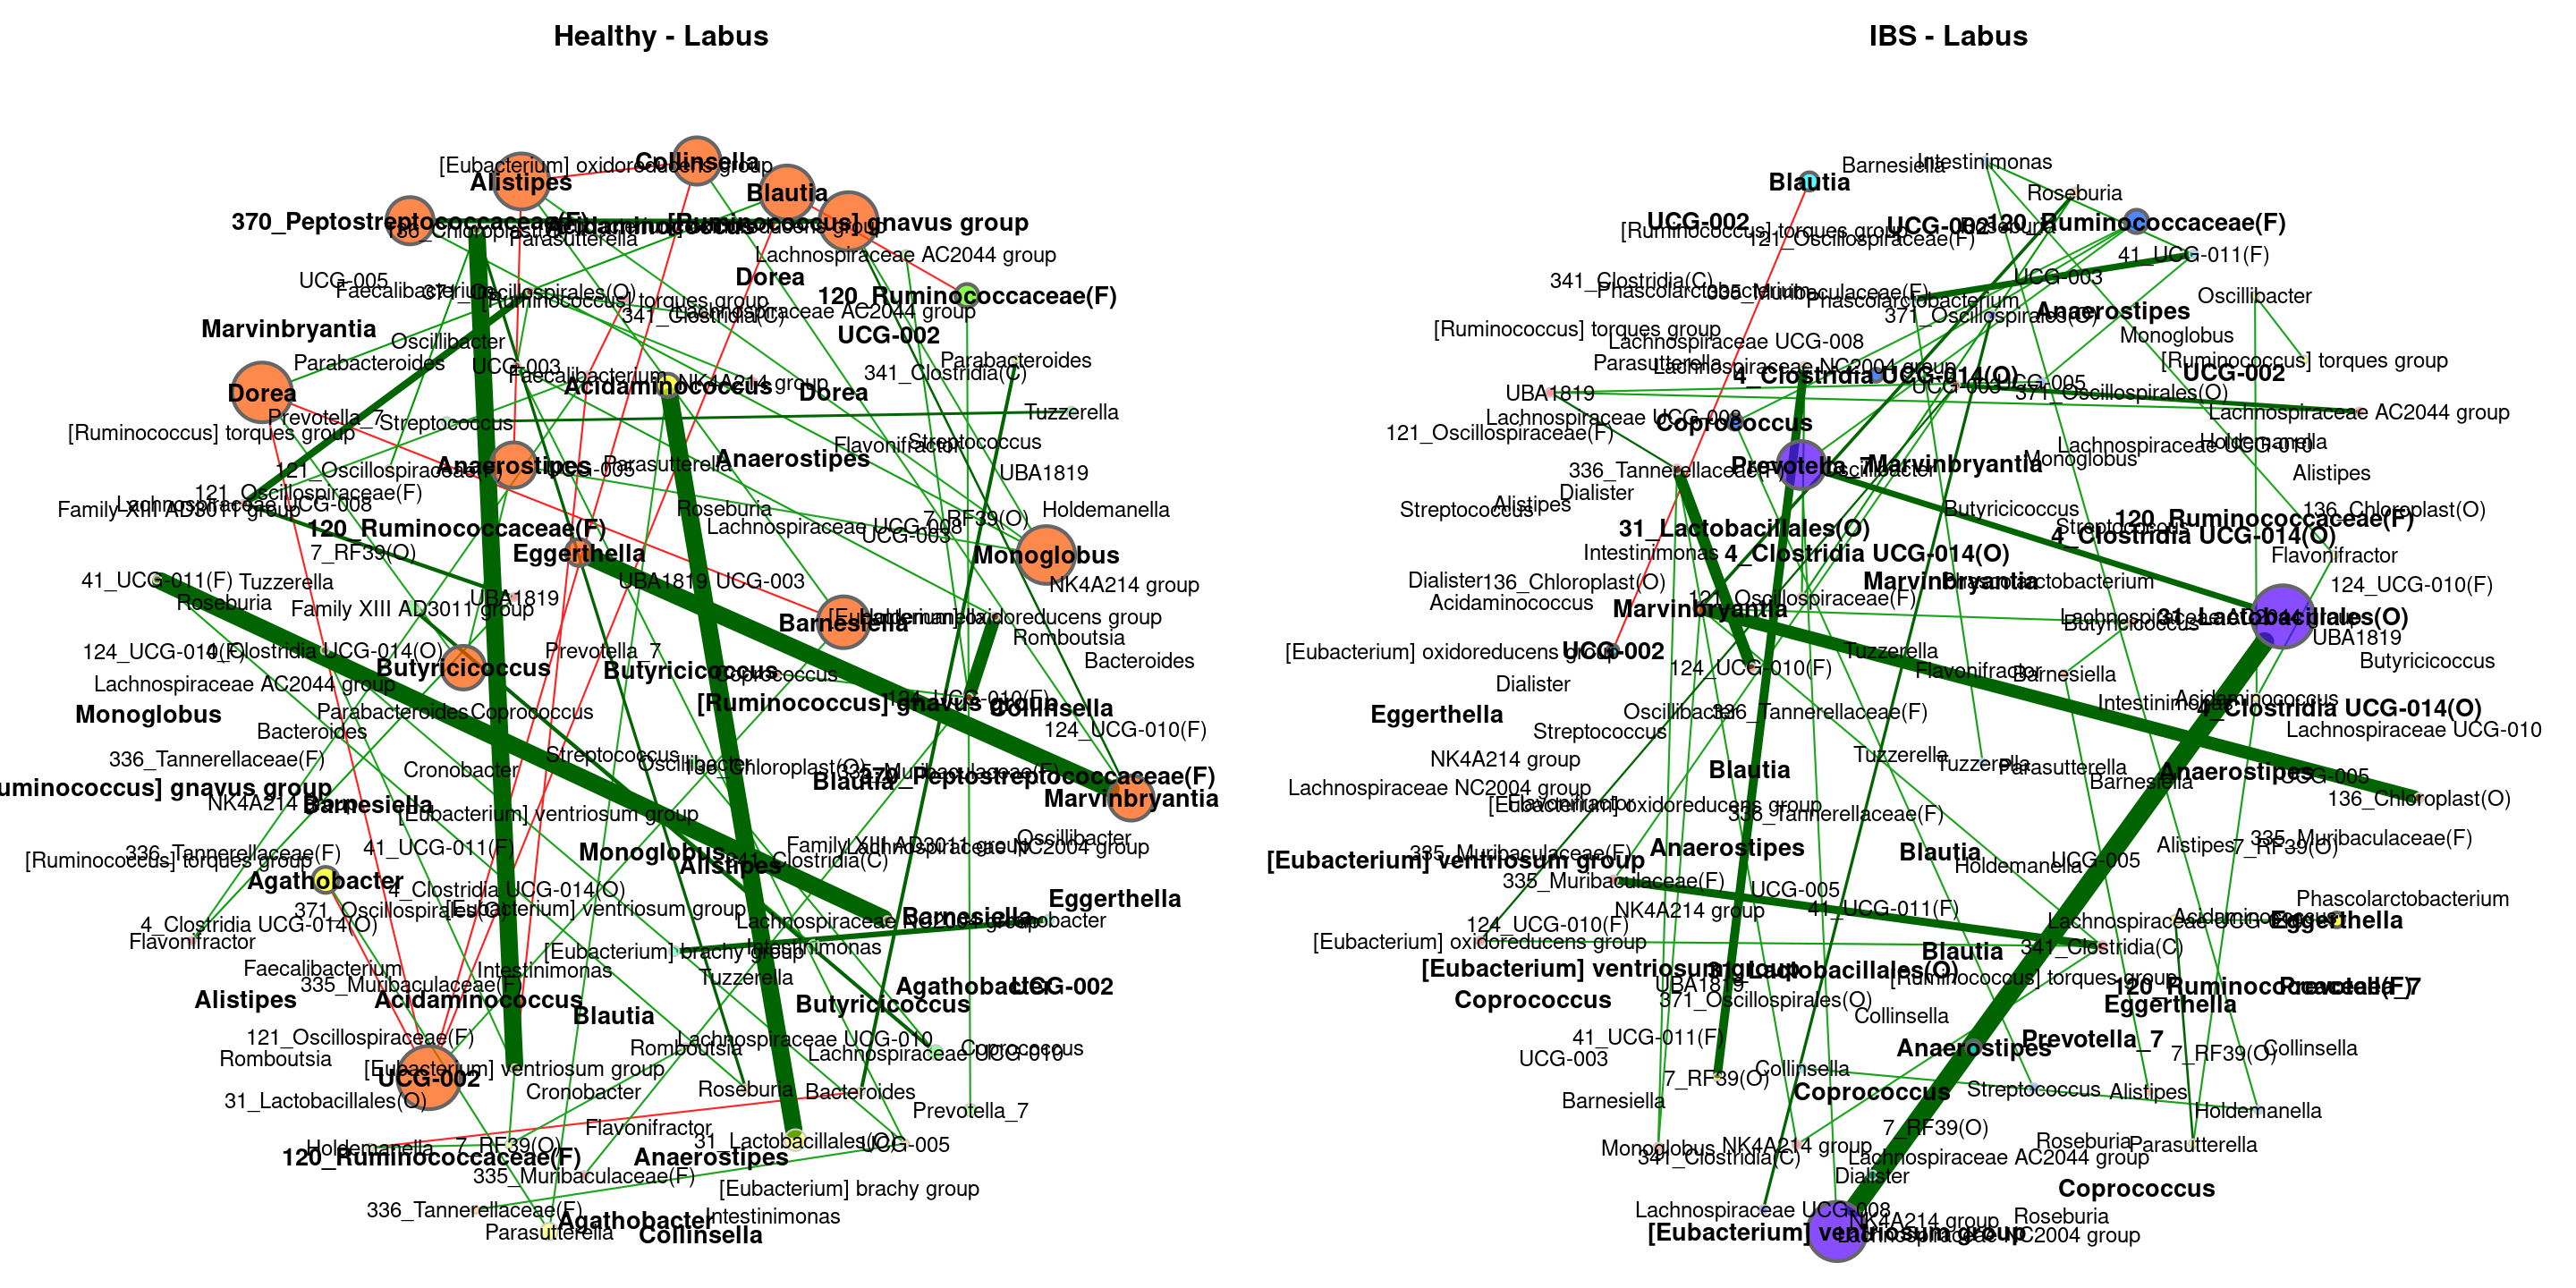 Healthy - Labus
[Eubacterium] oxidoreducens group
Collinsella
Alistipes
Blautia
370_Peptostreptococcaceae(F)
[Ruminococcus] gnavus group
Parasutterella
Lachnospiraceae AC2044 group
Dorea
UCG-005
120_Ruminococcaceae(F)
[Ruminococcus] torques group
341_Clostridia(C)
Marvinbryantia
UCG-002
Oscillibacter
Parabacteroides
UCG-003
Parabacteroides
341_Clostridia(C)
Faecalibacterium
Acidaminococcus
NK4A214 group
Dorea
Dorea
Prevotella_7
Streptococcus
Tuzzerella
[Ruminococcus] torques group
Flavonifractor
Streptococcus
121_Oscillospiraceae(F)
Anaerostipes
UCG-005
Parasutterella
Anaerostipes
UBA1819
121_Oscillospiraceae(F)
Lachnospiraceae UCG-008
Family XIII AD3011 group
Roseburia
Holdemanella
7_RF39(O)
Lachnospiraceae UCG-008
120_Ruminococcaceae(F)
UCG-003
7_RF39(O)
Eggerthella
Monoglobus
41_UCG-011(F)
Tuzzerella
UBA1819
UCG-003
NK4A214 group
Roseburia
Family XIII AD3011 group
UBA1819
Barnesiella
[Eubacterium] oxidoreducens group
Romboutsia
4_Clostridia UCG-014(O)
Prevotella_7
Bacteroides
Butyricicoccus
Butyricicoccus
Coprococcus
Lachnospiraceae AC2044 group
124_UCG-010(F)
[Ruminococcus] gnavus group
Collinsella
Monoglobus
Parabacteroides
Coprococcus
Bacteroides
124_UCG-010(F)
336_Tannerellaceae(F)
Streptococcus
Oscillibacter
Cronobacter
370_Peptostreptococcaceae(F)
Blautia
uminococcus] gnavus group
Marvinbryantia
NK4A214 group
Barnesiella
[Eubacterium] ventriosum group
Oscillibacter
41_UCG-011(F)
Family XIII AD3011 group
Lachnospiraceae NC2004 group
336_Tannerellaceae(F)
[Ruminococcus] torques group
Monoglobus
Alistipes
Agathobacter
4_Clostridia UCG-014(O)
Eggerthella
371_Oscillospirales(O)
[Eubacterium] ventriosum group
4_Clostridia UCG-014(O)
Barnesiella
Flavonifractor
[Eubacterium] brachy group
Intestinimonas
Faecalibacterium
Intestinimonas
Tuzzerella
335_Muribaculaceae(F)
Agathobacter
UCG-002
Alistipes
Acidaminococcus
Butyricicoccus
Blautia
121_Oscillospiraceae(F)
Lachnospiraceae UCG-010
Romboutsia
Romboutsia
Lachnospiraceae UCG-010
Coprococcus
[Eubacterium] ventriosum group
UCG-002
Cronobacter
Roseburia
Bacteroides
31_Lactobacillales(O)
Prevotella_7
Flavonifractor
Holdemanella
7_RF39(O)
31_Lactobacillales(O)
UCG-005
120_Ruminococcaceae(F)
Anaerostipes
335_Muribaculaceae(F)
[Eubacterium] brachy group
336_Tannerellaceae(F)
Agathobacter
Intestinimonas
Parasutterella
Collinsella
IBS - Labus
Barnesiella
Intestinimonas
Blautia
Roseburia
UCG-002
UCG-002
120_Ruminococcaceae(F)
[Ruminococcus] torques group
121_Oscillospiraceae(F)
41_UCG-011(F)
UCG-003
341_Clostridia(C)
Phascolarctobacterium
335_Muribaculaceae(F)
Phascolarctobacterium
Oscillibacter
371_Oscillospirales(O)
Anaerostipes
[Ruminococcus] torques group
Monoglobus
Lachnospiraceae UCG-008
Parasutterella
Lachnospiraceae NC2004 group
[Ruminococcus] torques group
4_Clostridia UCG-014(O)
UCG-002
UBA1819
UCG-003
UCG-005
371_Oscillospirales(O)
Lachnospiraceae UCG-008
Coprococcus
Lachnospiraceae AC2044 group
121_Oscillospiraceae(F)
Lachnospiraceae UCG-010
Holdemanella
336_Tannerellaceae(F)
Prevotella_7
Oscillibacter
Marvinbryantia
Monoglobus
Alistipes
Dialister
Alistipes
Streptococcus
Butyricicoccus
136_Chloroplast(O)
31_Lactobacillales(O)
Streptococcus
120_Ruminococcaceae(F)
4_Clostridia UCG-014(O)
Intestinimonas
4_Clostridia UCG-014(O)
Flavonifractor
Dialister
136_Chloroplast(O)
Marvinbryantia
Phascolarctobacterium
124_UCG-010(F)
Acidaminococcus
Marvinbryantia
121_Oscillospiraceae(F)
Lachnospiraceae AC2044 group
31_Lactobacillales(O)
Butyricicoccus
UBA1819
[Eubacterium] oxidoreducens group
UCG-002
Tuzzerella
Butyricicoccus
124_UCG-010(F)
Flavonifractor
Barnesiella
Dialister
Intestinimonas
Acidaminococcus
Eggerthella
Oscillibacter
336_Tannerellaceae(F)
4_Clostridia UCG-014(O)
Streptococcus
Lachnospiraceae UCG-010
NK4A214 group
Blautia
Tuzzerella
Tuzzerella
Parasutterella
Anaerostipes
UCG-005
Barnesiella
Lachnospiraceae NC2004 group
136_Chloroplast(O)
[Eubacterium] oxidoreducens group
Flavonifractor
336_Tannerellaceae(F)
Alistipes
335_Muribaculaceae(F)
7_RF39(O)
335_Muribaculaceae(F)
Anaerostipes
Blautia
[Eubacterium] ventriosum group
Holdemanella
UCG-005
335_Muribaculaceae(F)
UCG-005
Phascolarctobacterium
NK4A214 group
41_UCG-011(F)
124_UCG-010(F)
Acidaminococcus
Eggerthella
[Eubacterium] oxidoreducens group
Blautia
341_Clostridia(C)
[Eubacterium] ventriosum group
31_Lactobacillales(O)
[Ruminococcus] torques group
UBA1819
120_Ruminococcaceae(F)
Prevotella_7
Coprococcus
371_Oscillospirales(O)
Eggerthella
Collinsella
41_UCG-011(F)
Prevotella_7
UCG-003
Anaerostipes
7_RF39(O)
Collinsella
Collinsella
7_RF39(O)
Coprococcus
Streptococcus
Alistipes
Barnesiella
Holdemanella
7_RF39(O)
Monoglobus
NK4A214 group
Roseburia
Parasutterella
341_Clostridia(C)
Lachnospiraceae AC2044 group
Dialister
Coprococcus
Lachnospiraceae UCG-008
NK4A214 group
Roseburia
[Eubacterium] ventriosum group
Lachnospiraceae NC2004 group